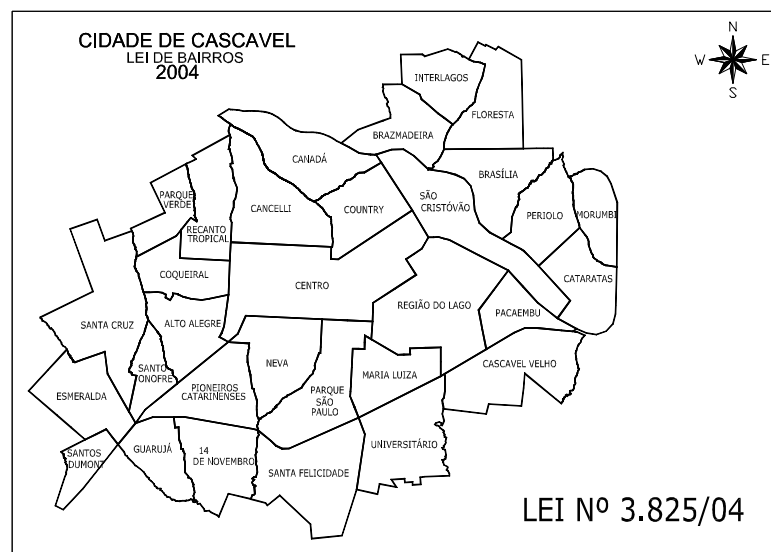 CIDADE DE CASCAVEL
LEI DE BAIRROS
2004
N
W
E
S
INTERLAGOS
FLORESTA
BRAZMADEIRA
CANADÁ
BRASÍLIA
PARQUE
VERDE
CANCELLI
COUNTRY
SÃO
CRISTÓVÃO
PERIOLO
MORUMBI
RECANTO
TROPICAL
COQUEIRAL
CENTRO
CATARATAS
REGIÃO DO LAGO
PACAEMBU
SANTA CRUZ
ALTO ALEGRE
SANTO
ONOFRE
NEVA
MARIA LUIZA
CASCAVEL VELHO
ESMERALDA
PIONEIROS
CATARINENSES
PARQUE
SÃO
PAULO
SANTOS
DUMONT
GUARUJÁ
14
DE NOVEMBRO
SANTA FELICIDADE
UNIVERSITÁRIO
LEI Nº 3.825/04